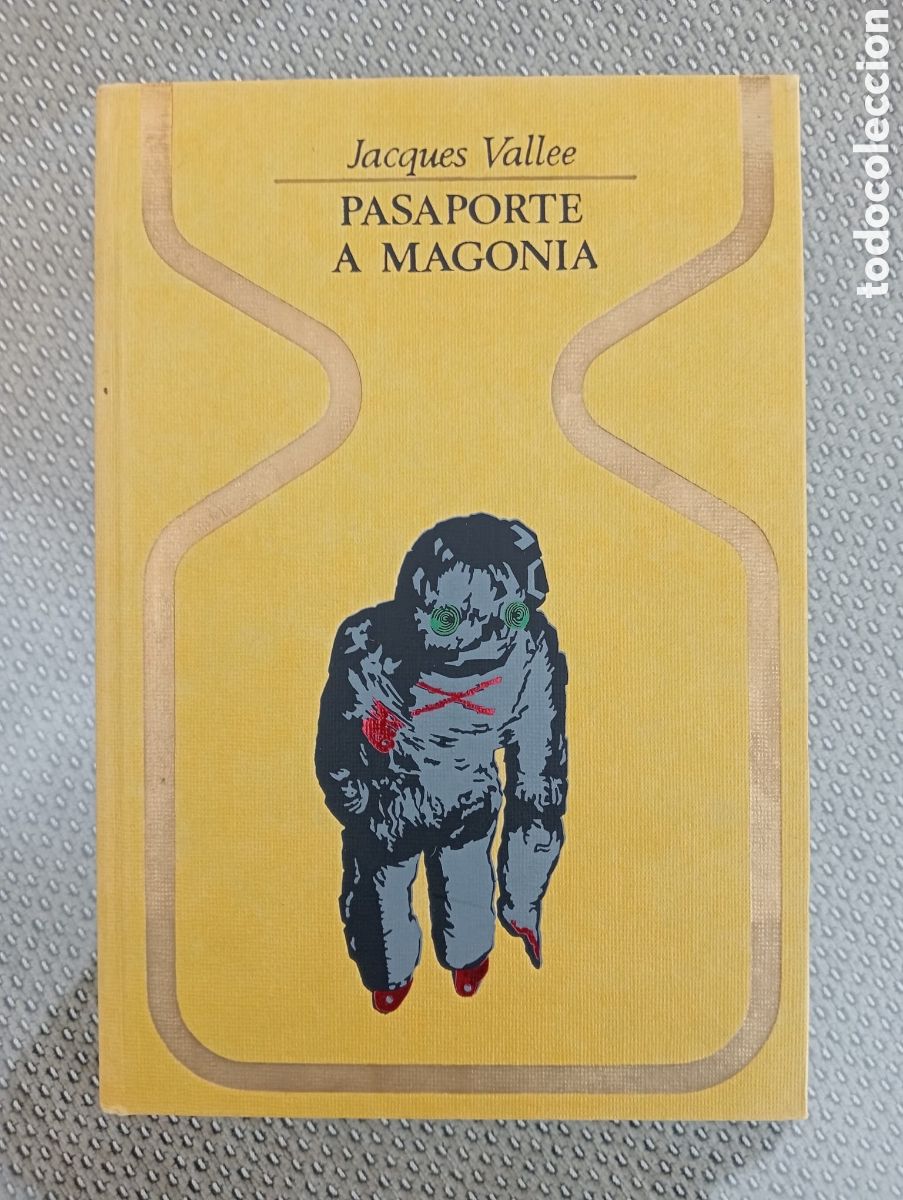 Jacques Vallee
PASAPORTE
A MAGONIA
todocoleccion